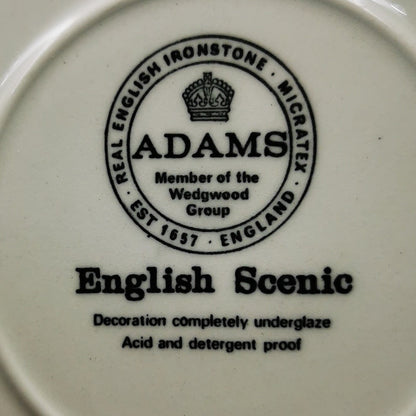 REAL ENGLISH IRONSTONE · MICRATEX ·
ADAMS
Member of the
Wedgwood
Group
· EST 1657 · ENGLAND ·
English Scenic
Decoration completely underglaze
Acid and detergent proof